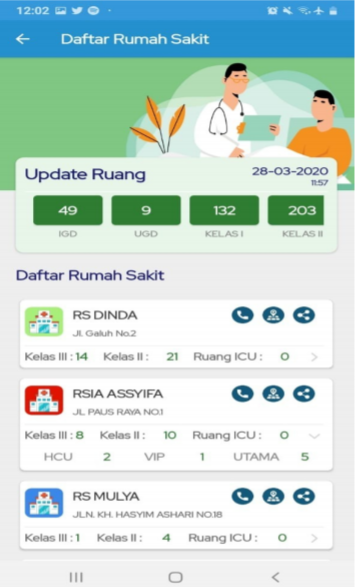 12:02
Daftar Rumah Sakit
Update Ruang
28-03-2020
11:57
49 9 132 203
IGD UGD KELAS I KELAS II
Daftar Rumah Sakit
RS DINDA
Jl. Galuh No.2
Kelas III : 14 Kelas II : 21 Ruang ICU : 0
RSIA ASSYIFA
JL PAUS RAYA NO.1
Kelas III : 8 Kelas II : 10 Ruang ICU : 0
HCU 2 VIP 1 UTAMA 5
RS MULYA
JLN. KH. HASYIM ASHARI NO.18
Kelas III : 1 Kelas II : 4 Ruang ICU : 0